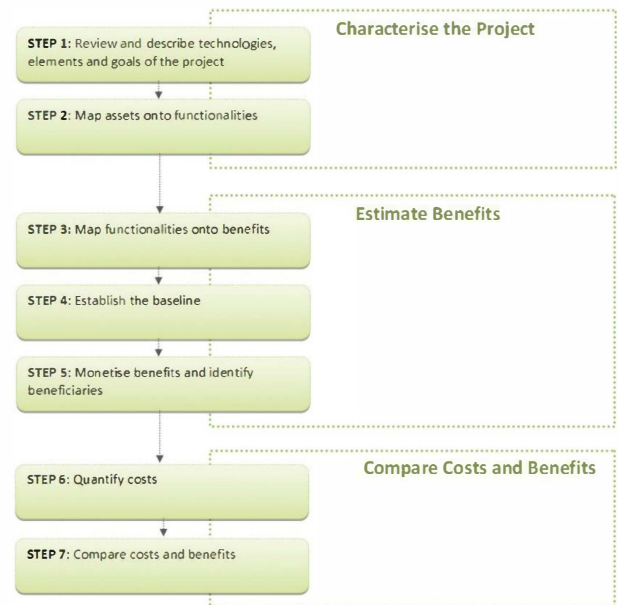 Characterise the Project
STEP 1: Review and describe technologies,
elements and goals of the project
STEP 2: Map assets onto functionalities
Estimate Benefits
STEP 3: Map functionalities onto benefits
STEP 4: Establish the baseline
STEP 5: Monetise benefits and identify
beneficiaries
Compare Costs and Benefits
STEP 6: Quantify costs
STEP 7: Compare costs and benefits